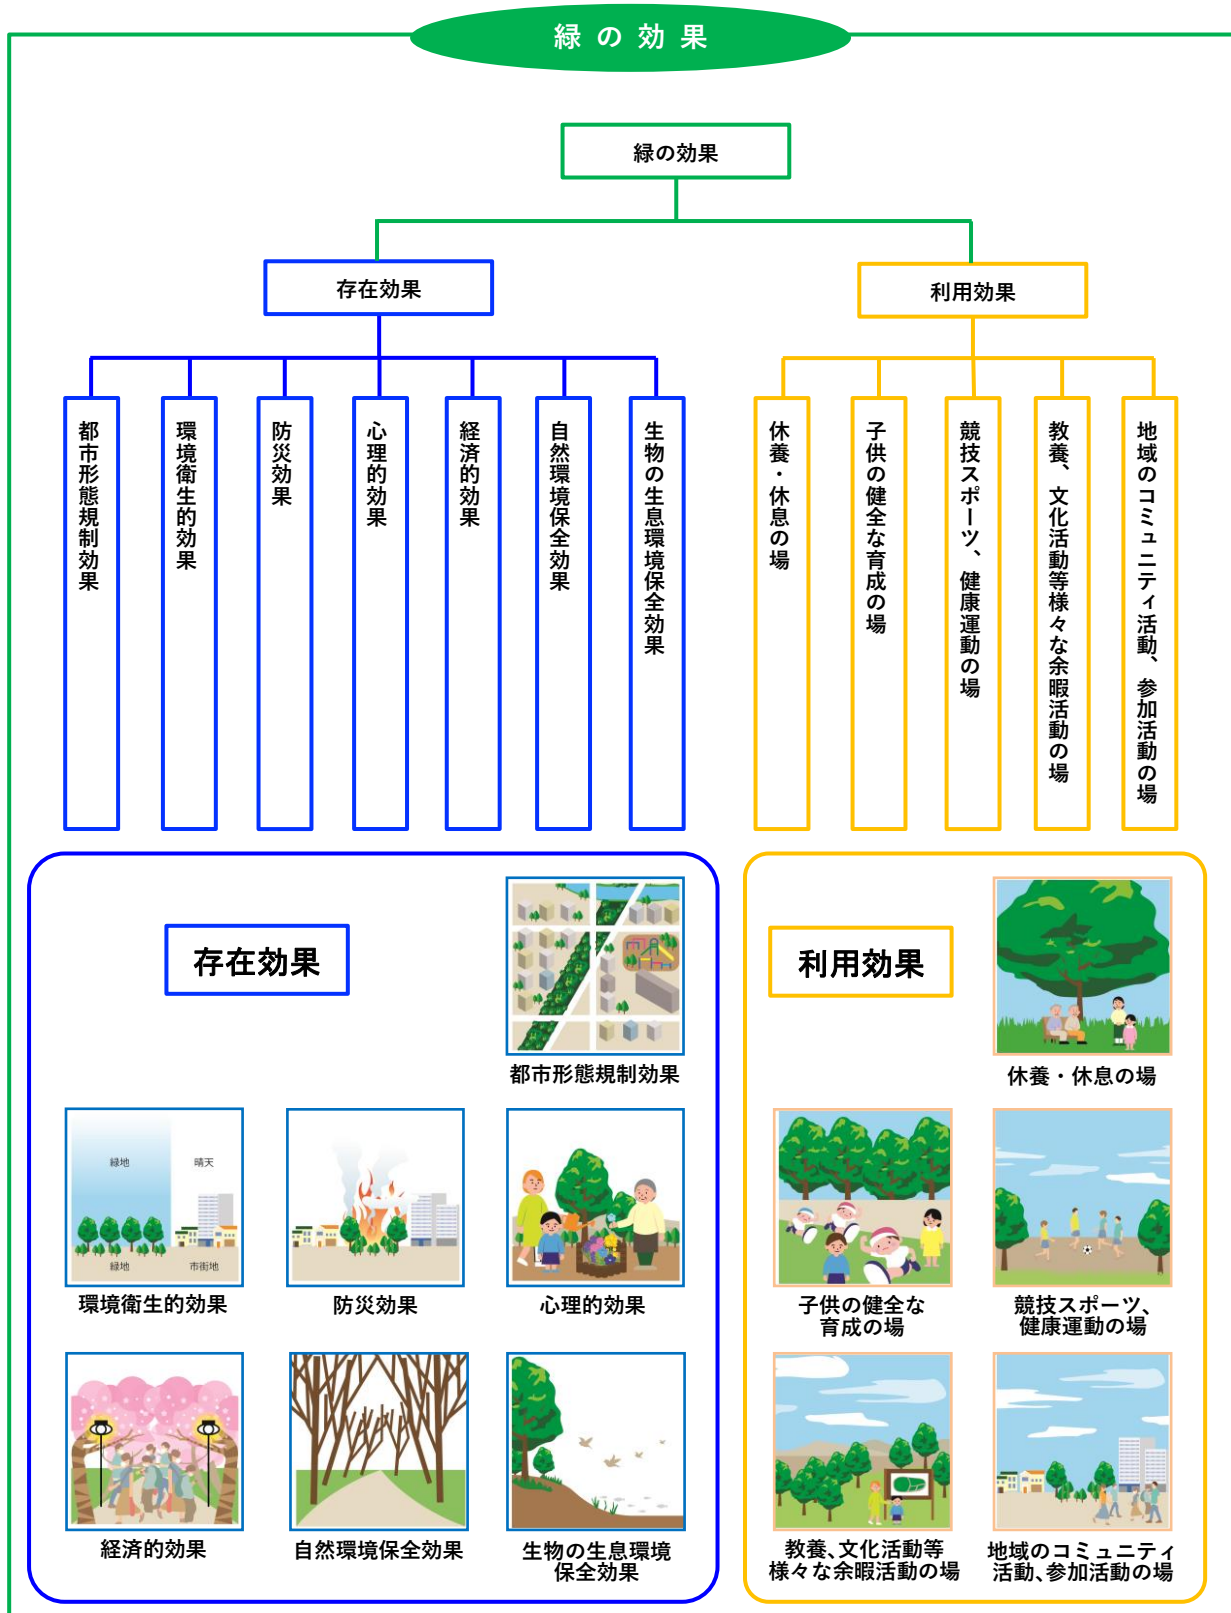 緑の効果
緑の効果
存在効果
利用効果
都市形態規制効果
環境衛生的効果
防災効果
心理的効果
経済的効果
自然環境保全効果
生物の生息環境保全効果
休養・休息の場
子供の健全な育成の場
競技スポーツ、健康運動の場
教養、文化活動等様々な余暇活動の場
地域のコミュニティ活動、参加活動の場
存在効果
都市形態規制効果
緑地
晴天
緑地
市街地
環境衛生的効果
防災効果
心理的効果
経済的効果
自然環境保全効果
生物の生息環境
保全効果
利用効果
休養・休息の場
子供の健全な
育成の場
競技スポーツ、
健康運動の場
教養、文化活動等
様々な余暇活動の場
地域のコミュニティ
活動、参加活動の場